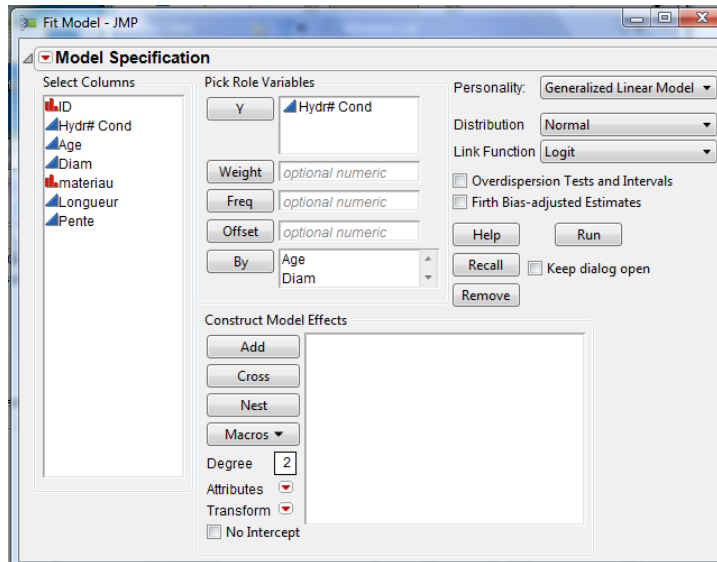 Fit Model - JMP
Model Specification
Select Columns
ID
Hydr# Cond
Age
Diam
materiau
Longueur
Pente
Pick Role Variables
Y
Hydr# Cond
Weight optional numeric
Freq optional numeric
Offset optional numeric
By Age
Diam
Personality: Generalized Linear Model
Distribution Normal
Link Function Logit
Overdispersion Tests and Intervals
Firth Bias-adjusted Estimates
Help Run
Recall Keep dialog open
Remove
Construct Model Effects
Add
Cross
Nest
Macros
Degree 2
Attributes
Transform
No Intercept